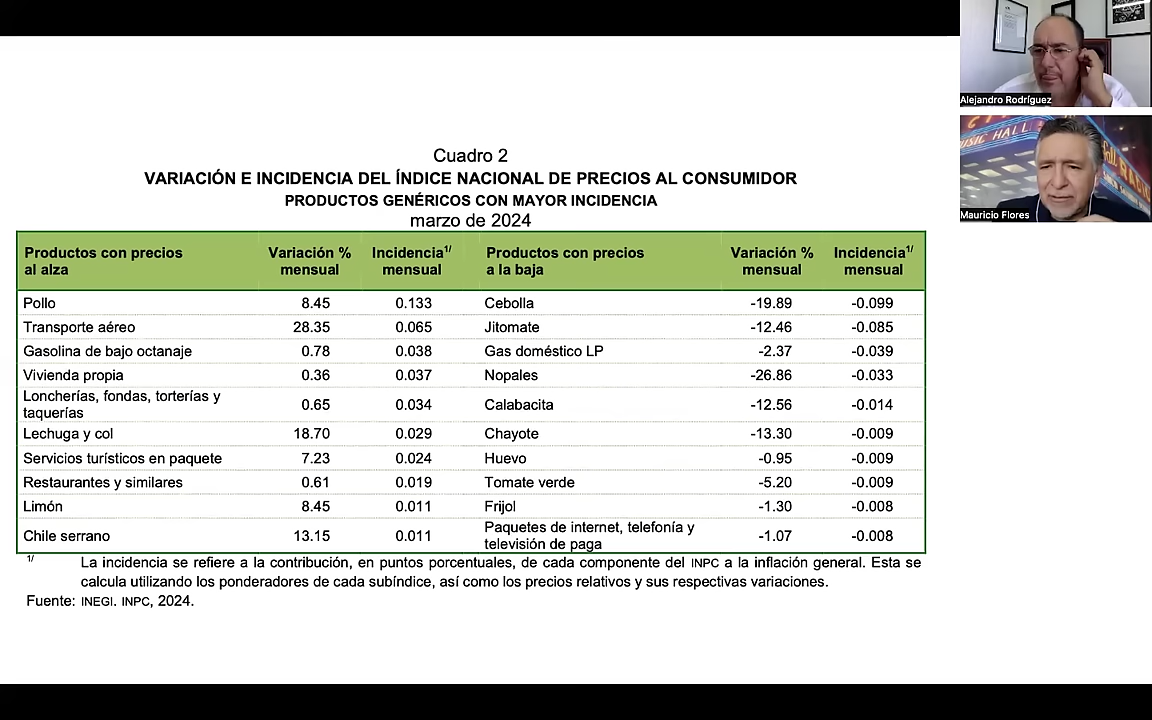 Cuadro 2
VARIACIÓN E INCIDENCIA DEL ÍNDICE NACIONAL DE PRECIOS AL CONSUMIDOR
PRODUCTOS GENÉRICOS CON MAYOR INCIDENCIA
marzo de 2024
Productos con precios al alza Variación % mensual Incidencia1/ mensual Productos con precios a la baja Variación % mensual Incidencia1/ mensual
Pollo 8.45 0.133 Cebolla -19.89 -0.099
Transporte aéreo 28.35 0.065 Jitomate -12.46 -0.085
Gasolina de bajo octanaje 0.78 0.038 Gas doméstico LP -2.37 -0.039
Vivienda propia 0.36 0.037 Nopales -26.86 -0.033
Loncherías, fondas, torterías y taquerías 0.65 0.034 Calabacita -12.56 -0.014
Lechuga y col 18.70 0.029 Chayote -13.30 -0.009
Servicios turísticos en paquete 7.23 0.024 Huevo -0.95 -0.009
Restaurantes y similares 0.61 0.019 Tomate verde -5.20 -0.009
Limón 8.45 0.011 Frijol -1.30 -0.008
Chile serrano 13.15 0.011 Paquetes de internet, telefonía y televisión de paga -1.07 -0.008
1/ La incidencia se refiere a la contribución, en puntos porcentuales, de cada componente del INPC a la inflación general. Esta se
calcula utilizando los ponderadores de cada subíndice, así como los precios relativos y sus respectivas variaciones.
Fuente: INEGI. INPC, 2024.
Alejandro Rodríguez
MUSIC HALL
Mauricio Flores